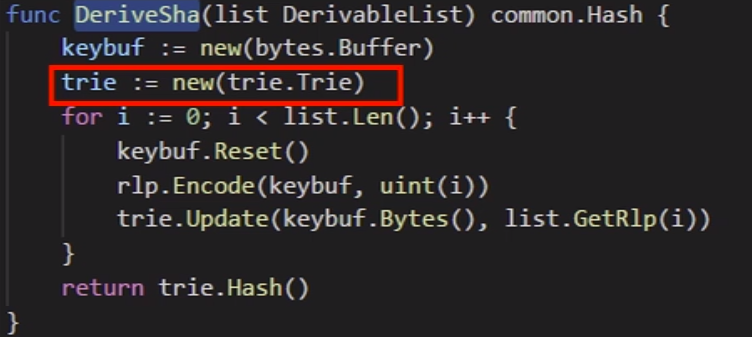 func DeriveSha(list DerivableList) common.Hash {
    keybuf := new(bytes.Buffer)
    trie := new(trie.Trie)
    for i := 0; i < list.Len(); i++ {
        keybuf.Reset()
        rlp.Encode(keybuf, uint(i))
        trie.Update(keybuf.Bytes(), list.GetRlp(i))
    }
    return trie.Hash()
}